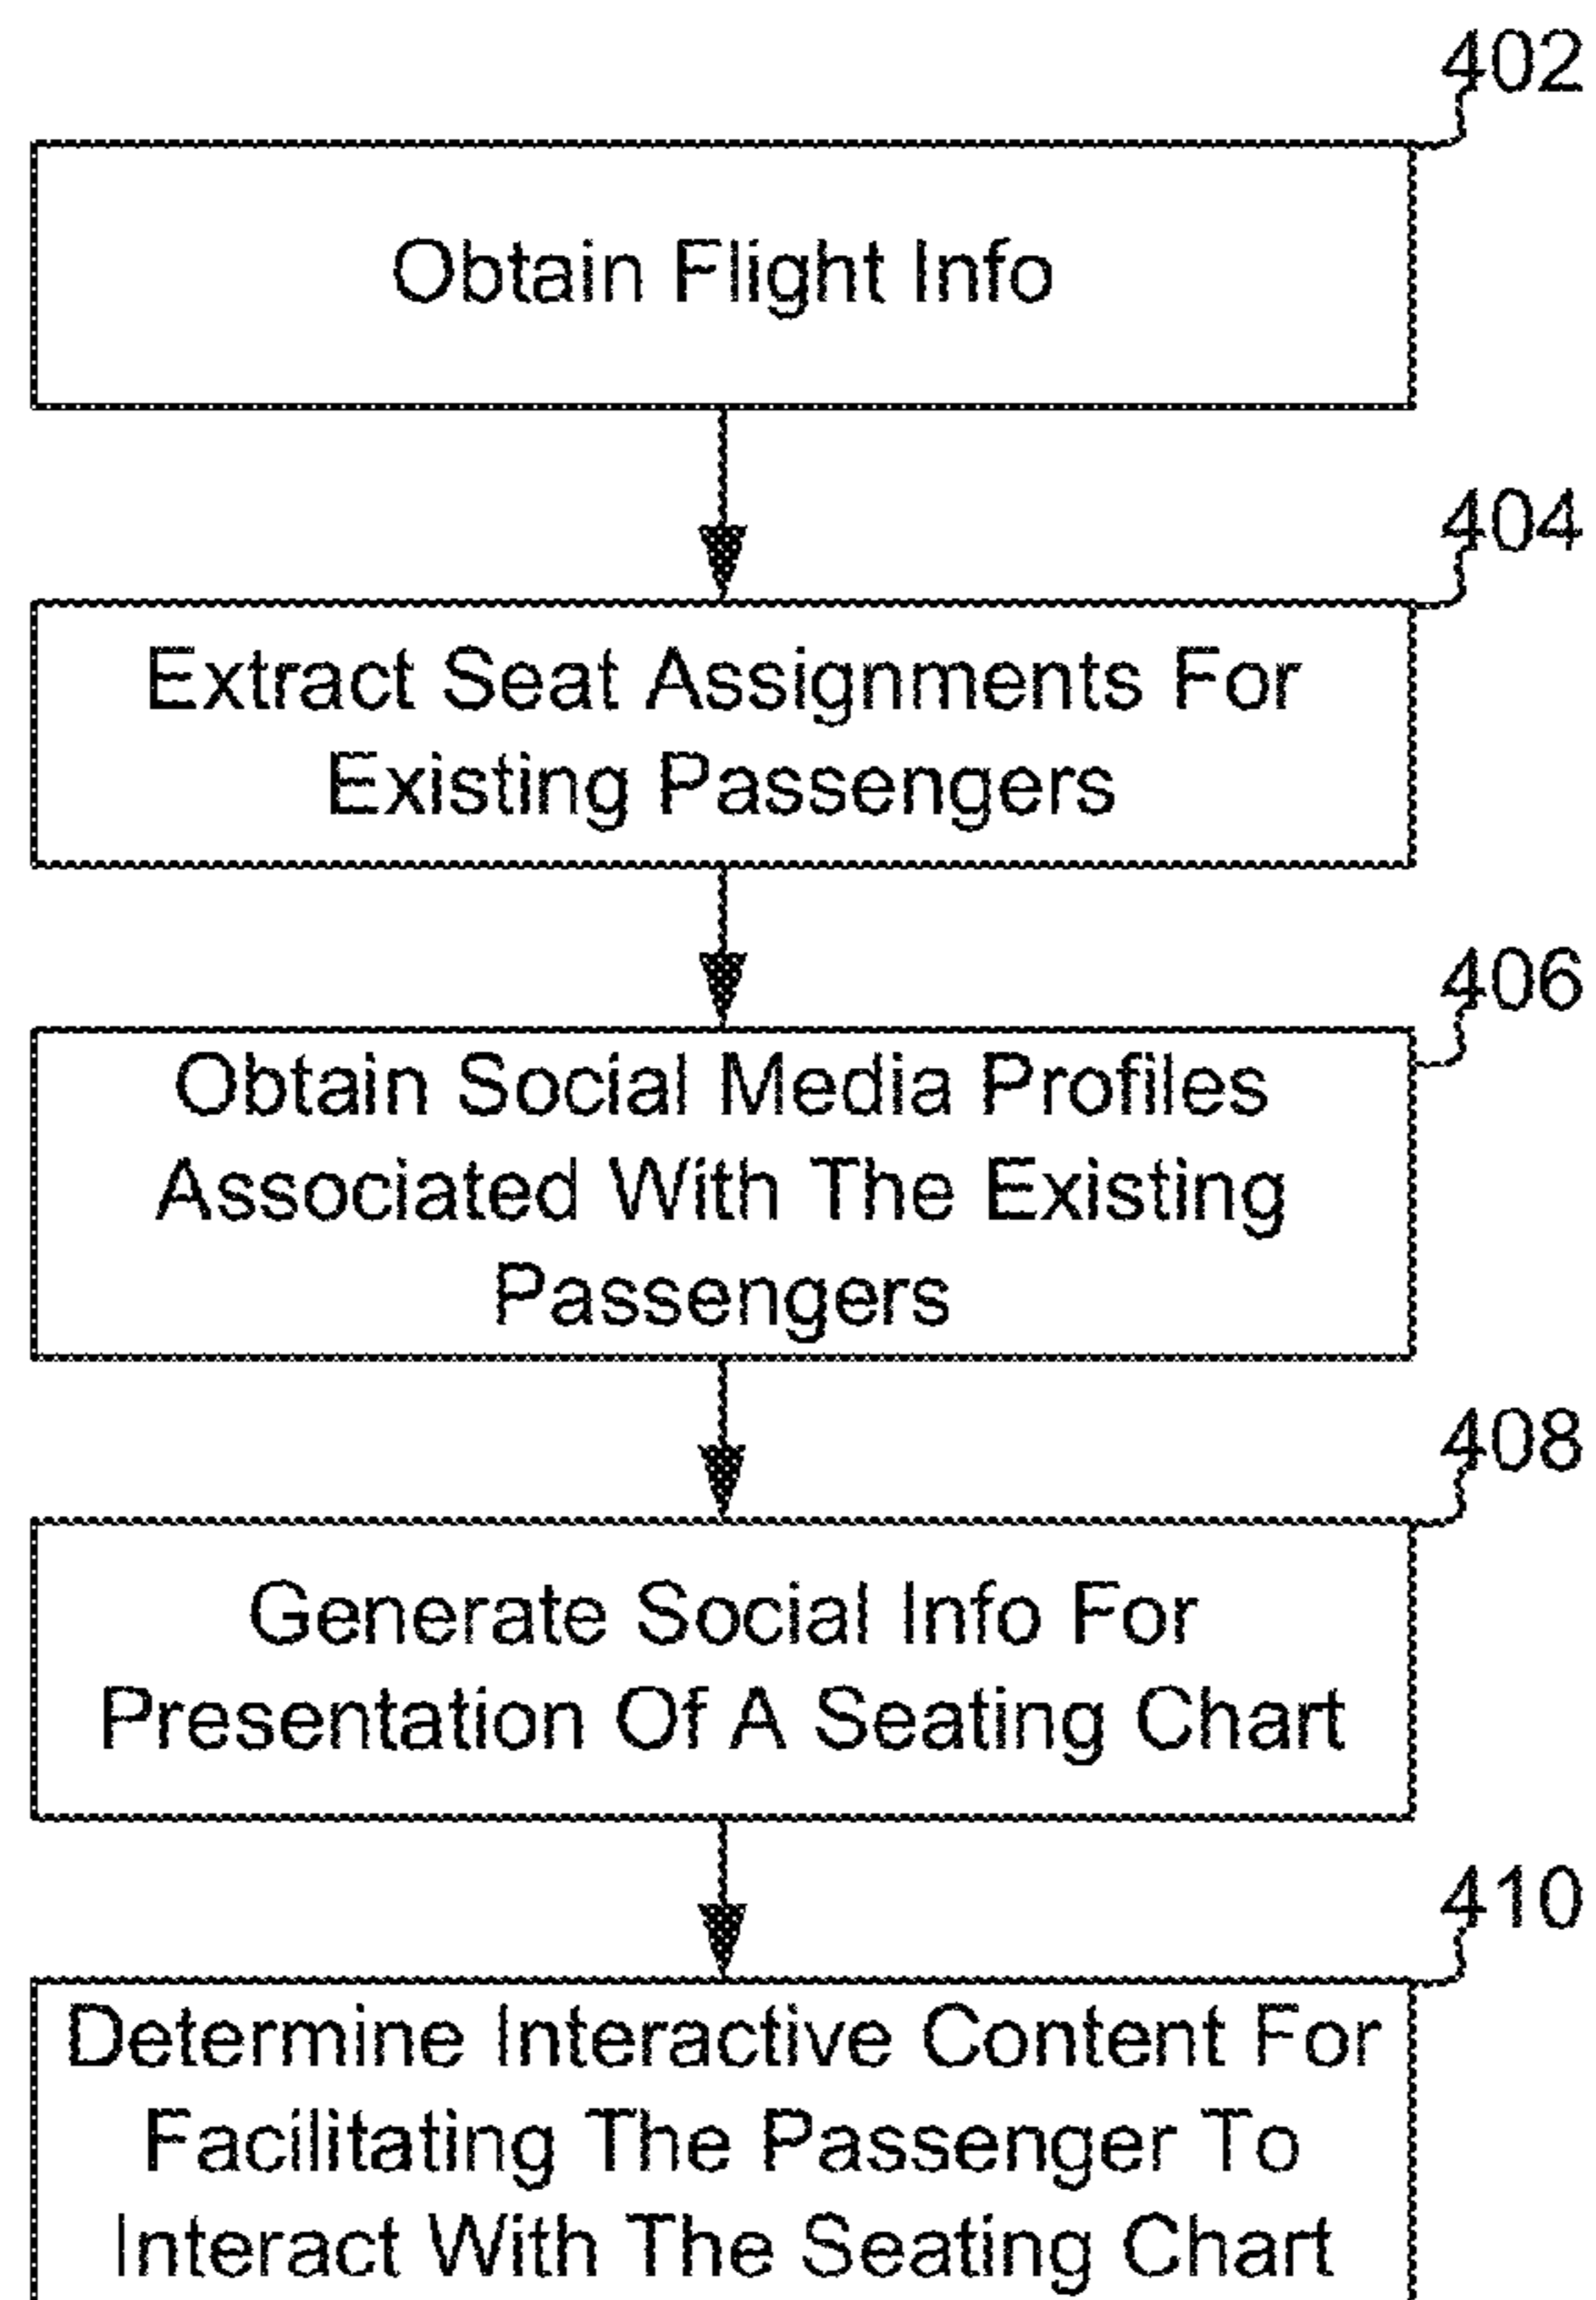 402
Obtain Flight Info
404
Extract Seat Assignments For
Existing Passengers
406
Obtain Social Media Profiles
Associated With The Existing
Passengers
408
Generate Social Info For
Presentation Of A Seating Chart
410
Determine Interactive Content For
Facilitating The Passenger To
Interact With The Seating Chart